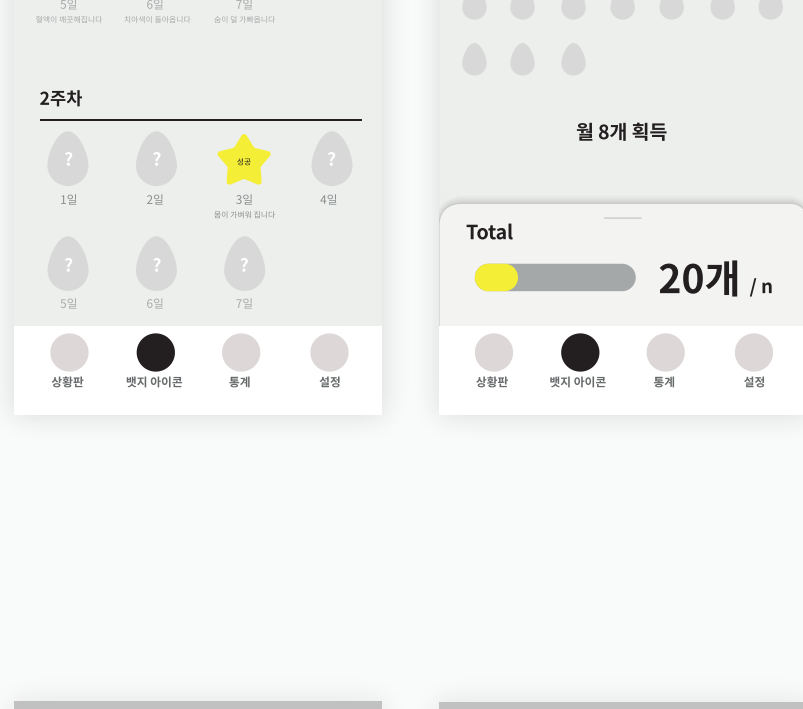 5일 6일 7일
혈액이 깨끗해집니다 치아색이 돌아옵니다 숨이 덜 가빠옵니다
2주차
? ? 성공 ?
1일 2일 3일 4일
몸이 가벼워 집니다
? ? ?
5일 6일 7일
상황판 뱃지 아이콘 통계 설정
월 8개 획득
Total
20개 / n
상황판 뱃지 아이콘 통계 설정